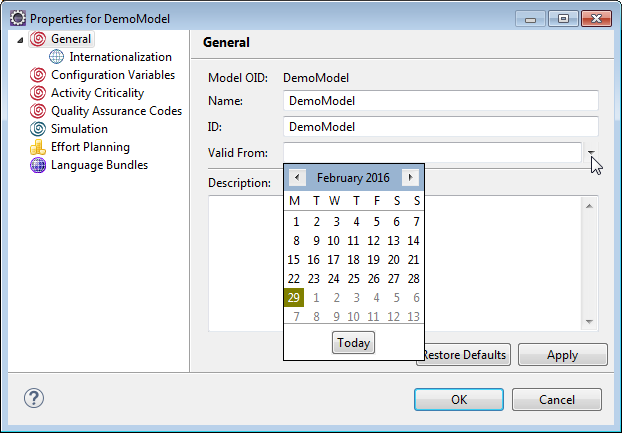 Properties for DemoModel
General
Internationalization
Configuration Variables
Activity Criticality
Quality Assurance Codes
Simulation
Effort Planning
Language Bundles
General
Model OID: DemoModel
Name: DemoModel
ID: DemoModel
Valid From:
Description:
February 2016
M T W T F S S
1 2 3 4 5 6 7
8 9 10 11 12 13 14
15 16 17 18 19 20 21
22 23 24 25 26 27 28
29 1 2 3 4 5 6
7 8 9 10 11 12 13
Today
Restore Defaults Apply
? OK Cancel